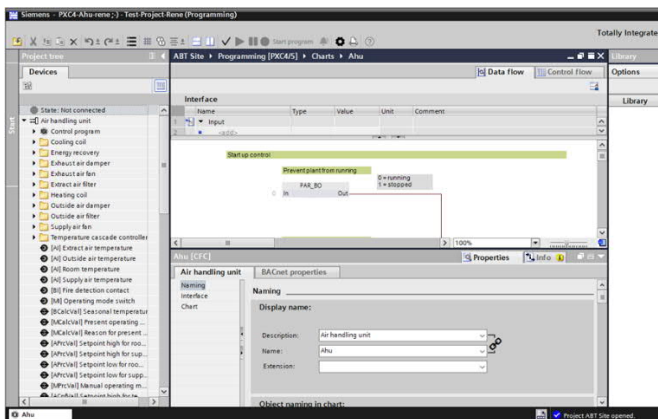 Siemens - PXC4-Ahu-rene ;-) - Test-Project-Rene (Programming)
Start program
Totally Integrate
Project tree
ABT Site Programming [PXC4/5] Charts Ahu
Library
Devices
Data flow
Control flow
Options
Library
Start
State: Not connected
Air handling unit
Control program
Cooling coil
Energy recovery
Exhaust air damper
Exhaust air fan
Extract air filter
Heating coil
Outside air damper
Outside air filter
Supply air fan
Temperature cascade controller
[AI] Extract air temperature
[AI] Outside air temperature
[AI] Room temperature
[AI] Supply air temperature
[BI] Fire detection contact
[MI] Operating mode switch
[BCalcVal] Seasonal temperatur
[MCalcVal] Present operating ...
[MCalcVal] Reason for present ...
[APrcVal] Setpoint high for roo...
[APrcVal] Setpoint high for sup...
[APrcVal] Setpoint low for roo...
[APrcVal] Setpoint low for supp...
[MPrcVal] Manual operating m...
Interface
Name Type Value Unit Comment
1 Input
2 <add>
Start up control
Prevent plant from running
PAR_BO
0 In Out
0 = running
1 = stopped
100%
Ahu [CFC]
Properties
Info
Air handling unit
BACnet properties
Naming
Interface
Chart
Naming
Display name:
Description: Air handling unit
Name: Ahu
Extension:
Object naming in chart:
Ahu
Project ABT Site opened.